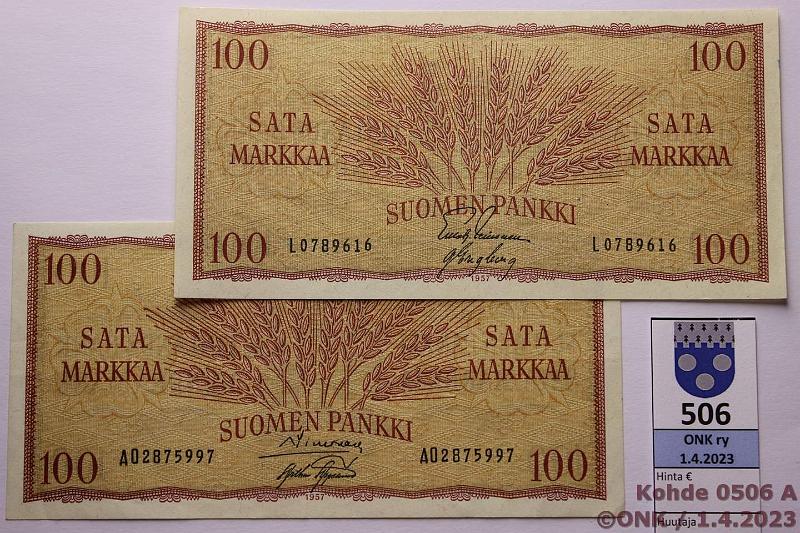 100 100
SATA SATA
MARKKAA MARKKAA
SUOMEN PANKKI
100 L0789616 L0789616 100
1957
100
SATA SATA
MARKKAA MARKKAA
SUOMEN PANKKI
A02875997 A02875997
100 100
1957
506
ONK ry
1.4.2023
Hinta €
Kohde 0506 A
©ONK / 1.4.2023
Huutaja